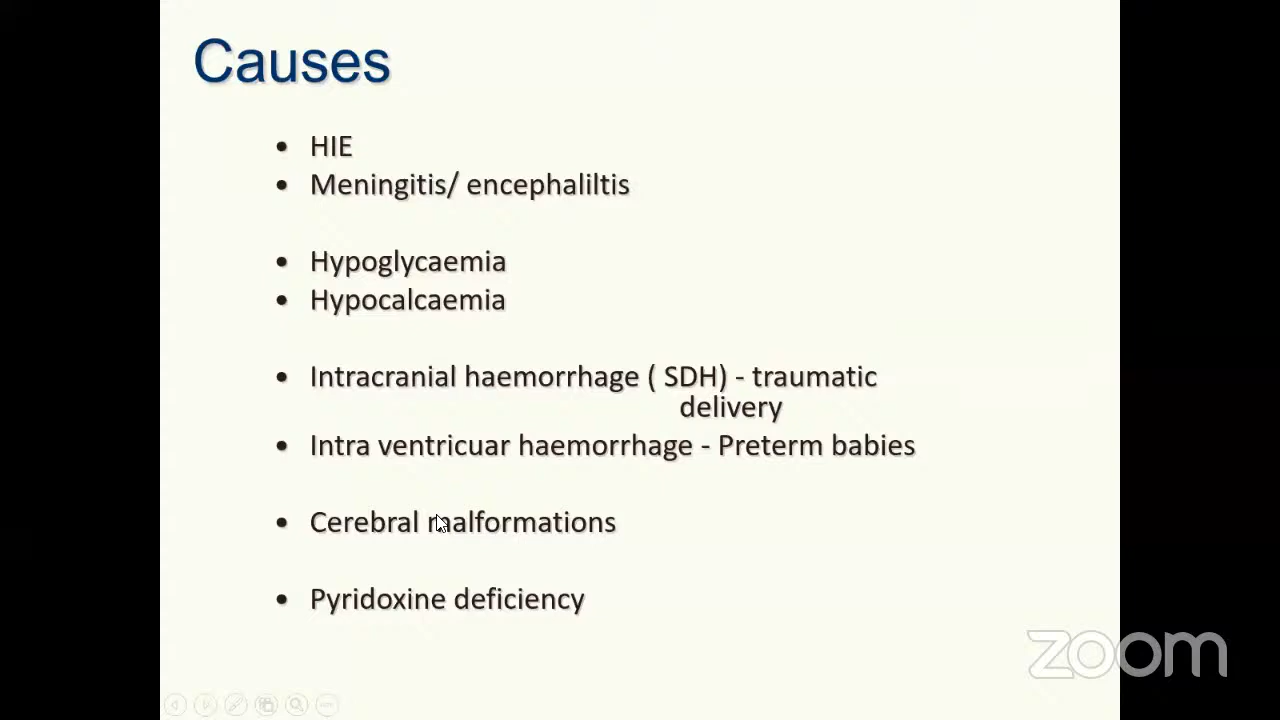 Causes
• HIE
• Meningitis/ encephaliltis
• Hypoglycaemia
• Hypocalcaemia
• Intracranial haemorrhage ( SDH) - traumatic
delivery
• Intra ventricuar haemorrhage - Preterm babies
• Cerebral malformations
• Pyridoxine deficiency
zoom